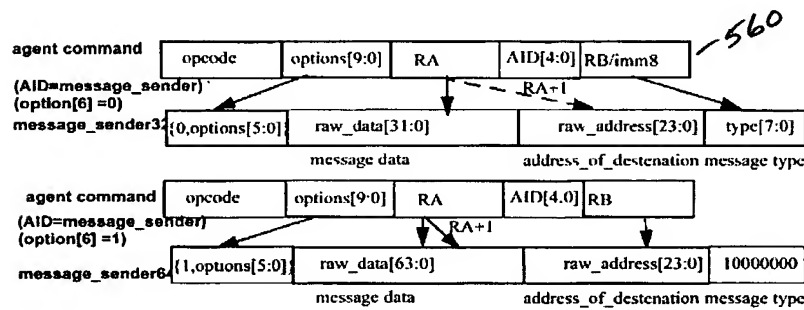 560
agent command opcode options[9:0] RA AID[4:0] RB/imm8
(AID=message_sender)
(option[6] =0) RA+1
message_sender32 {0,options[5:0]} raw_data[31:0] raw_address[23:0] type[7:0]
message data address_of_destenation message type
agent command opcode options[9:0] RA AID[4.0] RB
(AID=message_sender)
(option[6] =1) RA+1
message_sender64 {1,options[5:0]} raw_data[63:0] raw_address[23:0] 10000000
message data address_of_destenation message type